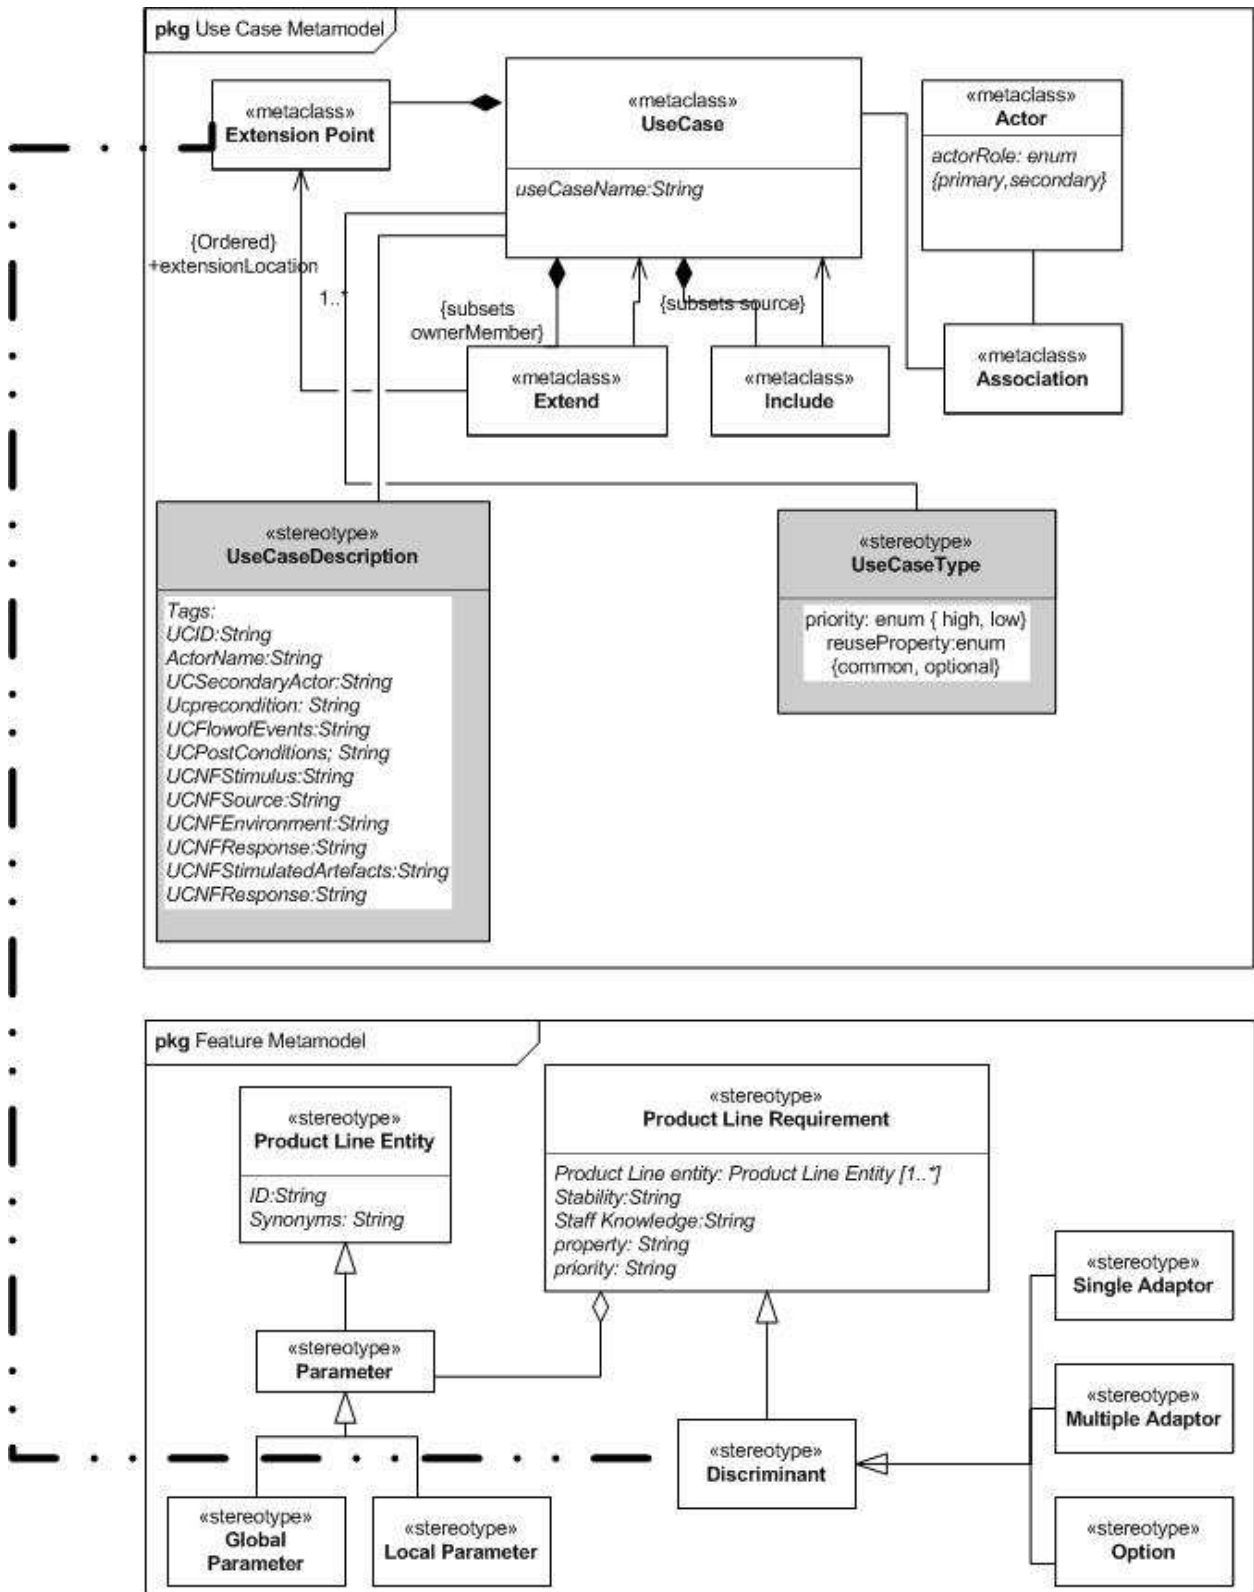 pkg Use Case Metamodel
«metaclass»
Extension Point
«metaclass»
UseCase
useCaseName:String
«metaclass»
Actor
actorRole: enum
{primary,secondary}
{Ordered}
+extensionLocation
1..*
{subsets
ownerMember}
{subsets source}
«metaclass»
Extend
«metaclass»
Include
«metaclass»
Association
«stereotype»
UseCaseDescription
Tags:
UCID:String
ActorName:String
UCSecondaryActor:String
Ucprecondition: String
UCFlowofEvents:String
UCPostConditions; String
UCNFStimulus:String
UCNFSource:String
UCNFEnvironment:String
UCNFResponse:String
UCNFStimulatedArtefacts:String
UCNFResponse:String
«stereotype»
UseCaseType
priority: enum { high, low}
reuseProperty:enum
{common, optional}
pkg Feature Metamodel
«stereotype»
Product Line Entity
ID:String
Synonyms: String
«stereotype»
Product Line Requirement
Product Line entity: Product Line Entity [1..*]
Stability:String
Staff Knowledge:String
property: String
priority: String
«stereotype»
Single Adaptor
«stereotype»
Parameter
«stereotype»
Multiple Adaptor
«stereotype»
Discriminant
«stereotype»
Global
Parameter
«stereotype»
Local Parameter
«stereotype»
Option